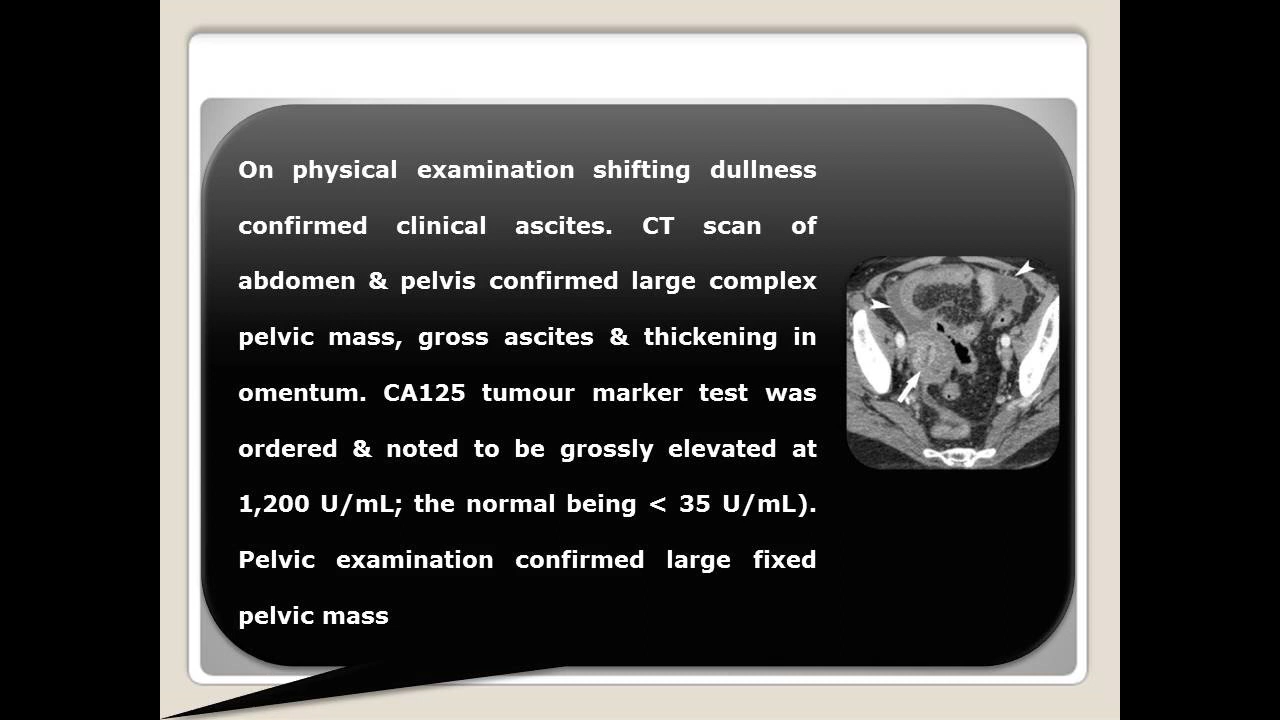 On physical examination shifting dullness
confirmed clinical ascites. CT scan of
abdomen & pelvis confirmed large complex
pelvic mass, gross ascites & thickening in
omentum. CA125 tumour marker test was
ordered & noted to be grossly elevated at
1,200 U/mL; the normal being < 35 U/mL).
Pelvic examination confirmed large fixed
pelvic mass